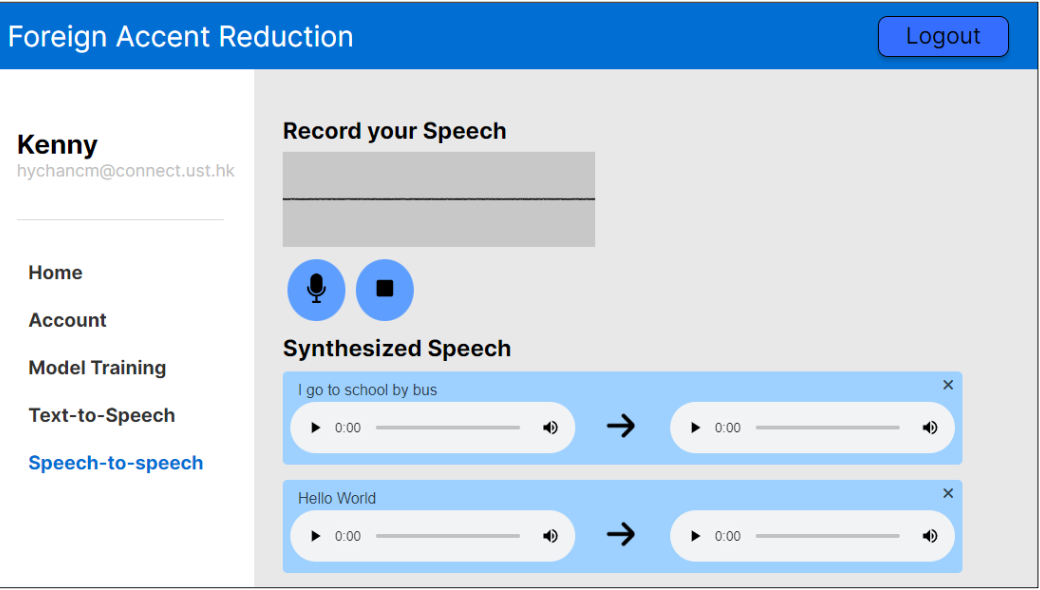 Foreign Accent Reduction
Logout
Kenny
hychancm@connect.ust.hk
Home
Account
Model Training
Text-to-Speech
Speech-to-speech
Record your Speech
Synthesized Speech
I go to school by bus
0:00
0:00
Hello World
0:00
0:00